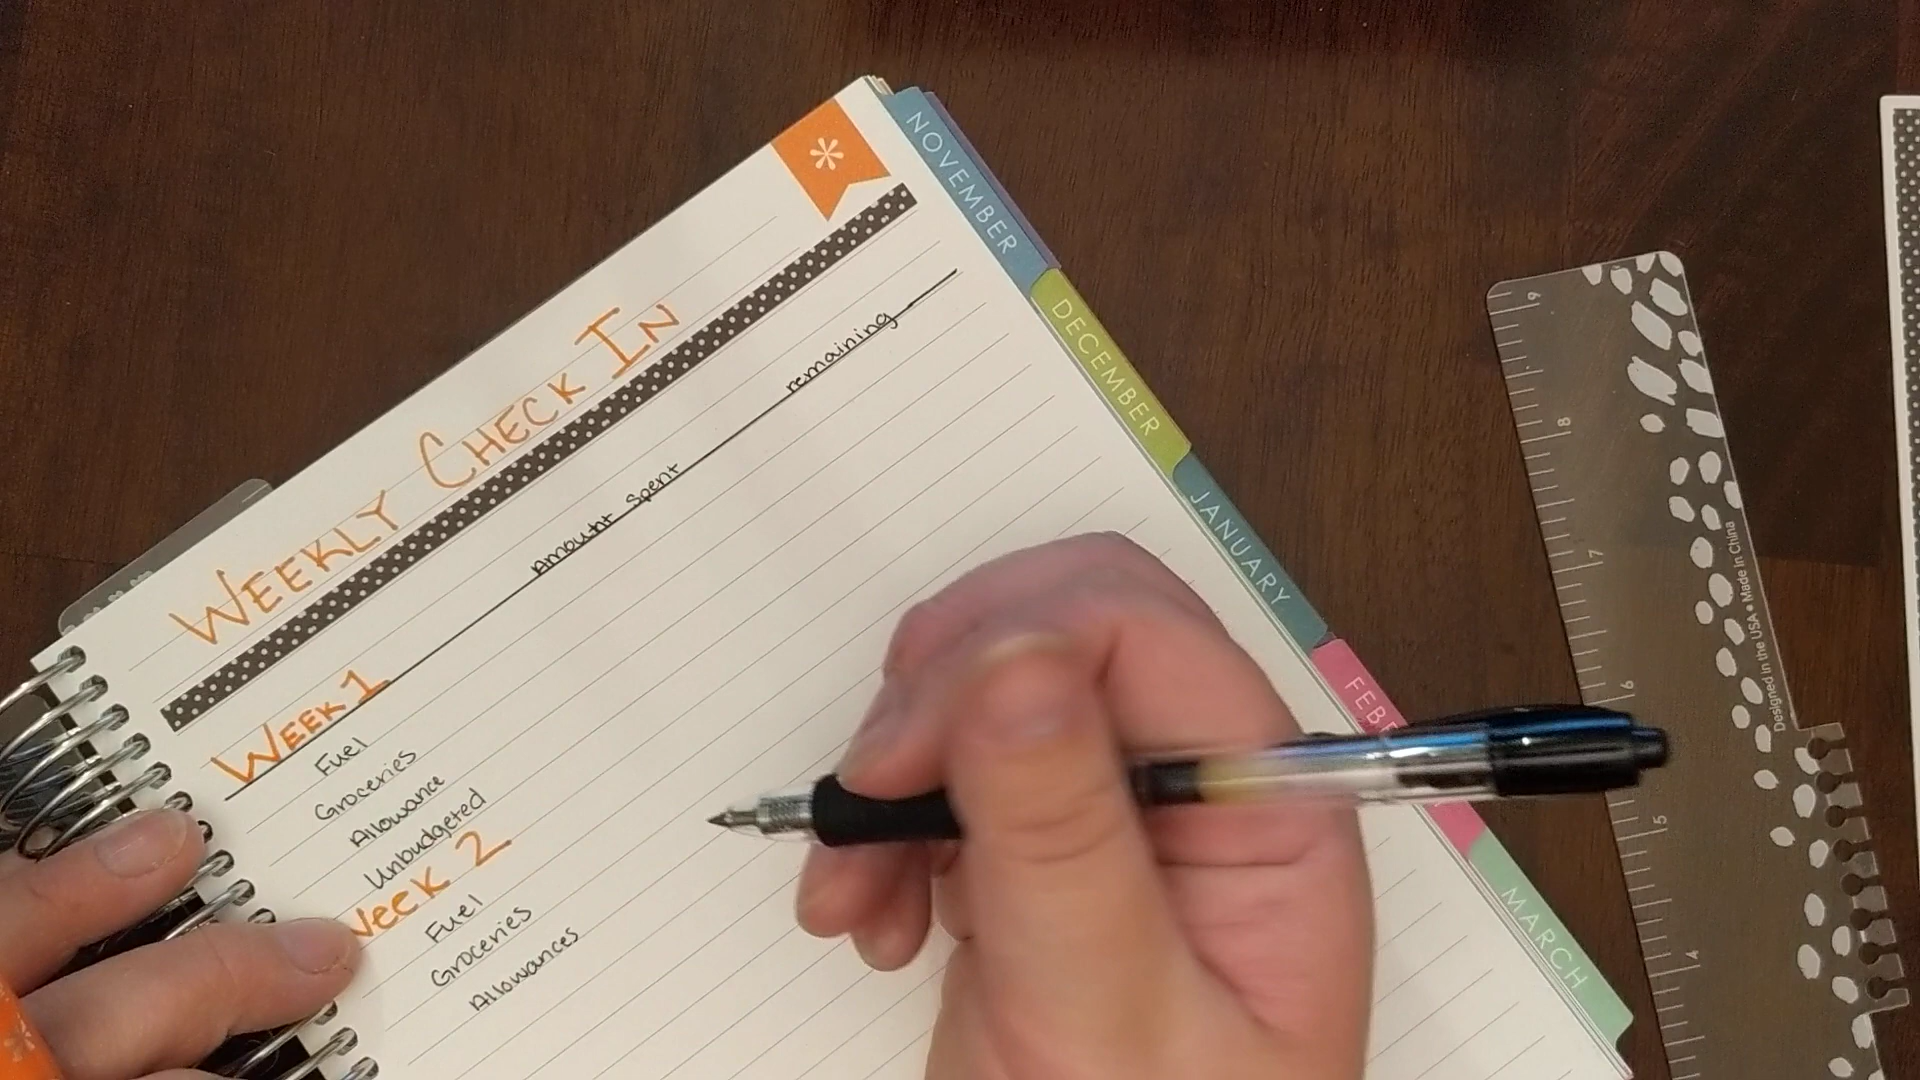 WEEKLY CHECK IN
WEEK 1 Amount Spent remaining
Fuel
Groceries
Allowance
Unbudgeted
Week 2
Fuel
Groceries
Allowances
NOVEMBER
DECEMBER
JANUARY
FEBR
MARCH
9
8
7
6
5
4
Designed in the USA • Made in China